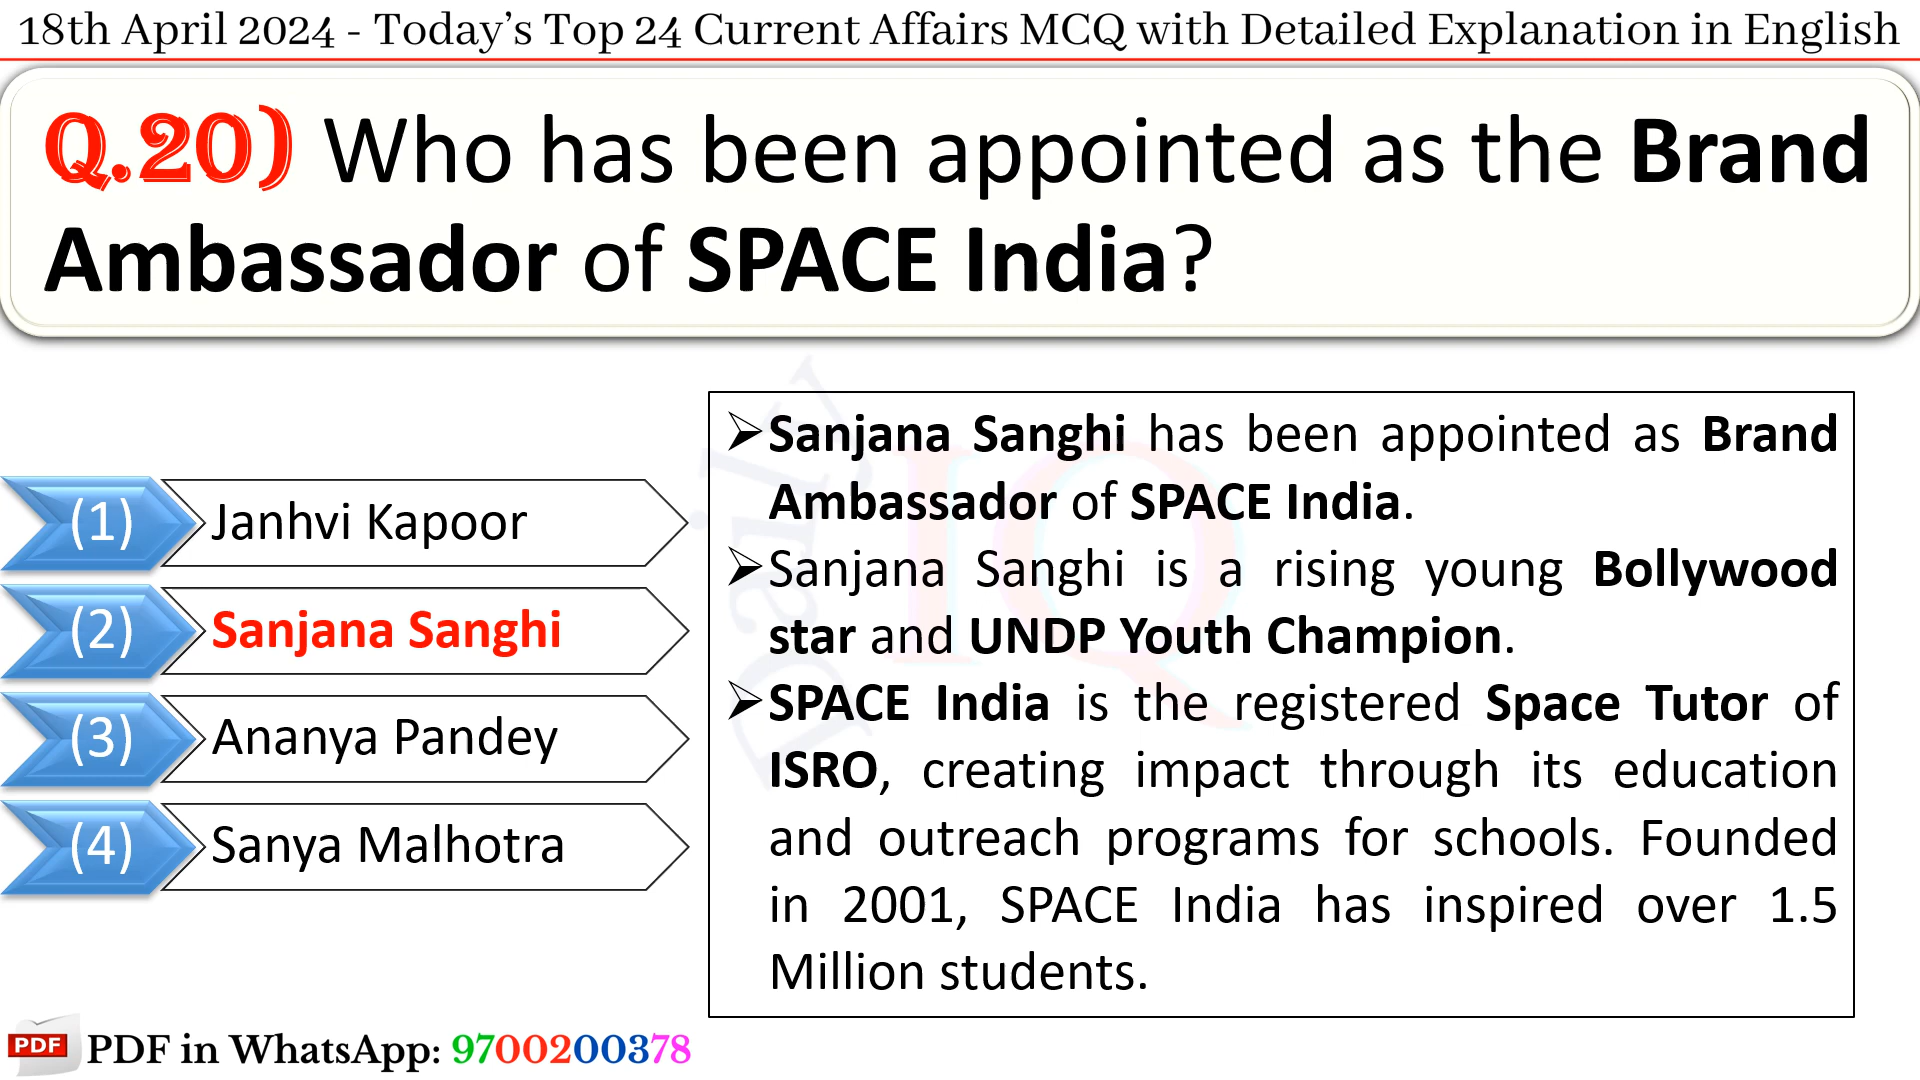 18th April 2024 - Today’s Top 24 Current Affairs MCQ with Detailed Explanation in English
Q.20) Who has been appointed as the Brand
Ambassador of SPACE India?
(1) Janhvi Kapoor
(2) Sanjana Sanghi
(3) Ananya Pandey
(4) Sanya Malhotra
➢Sanjana Sanghi has been appointed as Brand
Ambassador of SPACE India.
➢Sanjana Sanghi is a rising young Bollywood
star and UNDP Youth Champion.
➢SPACE India is the registered Space Tutor of
ISRO, creating impact through its education
and outreach programs for schools. Founded
in 2001, SPACE India has inspired over 1.5
Million students.
Daily
IQ
PDF PDF in WhatsApp: 9700200378